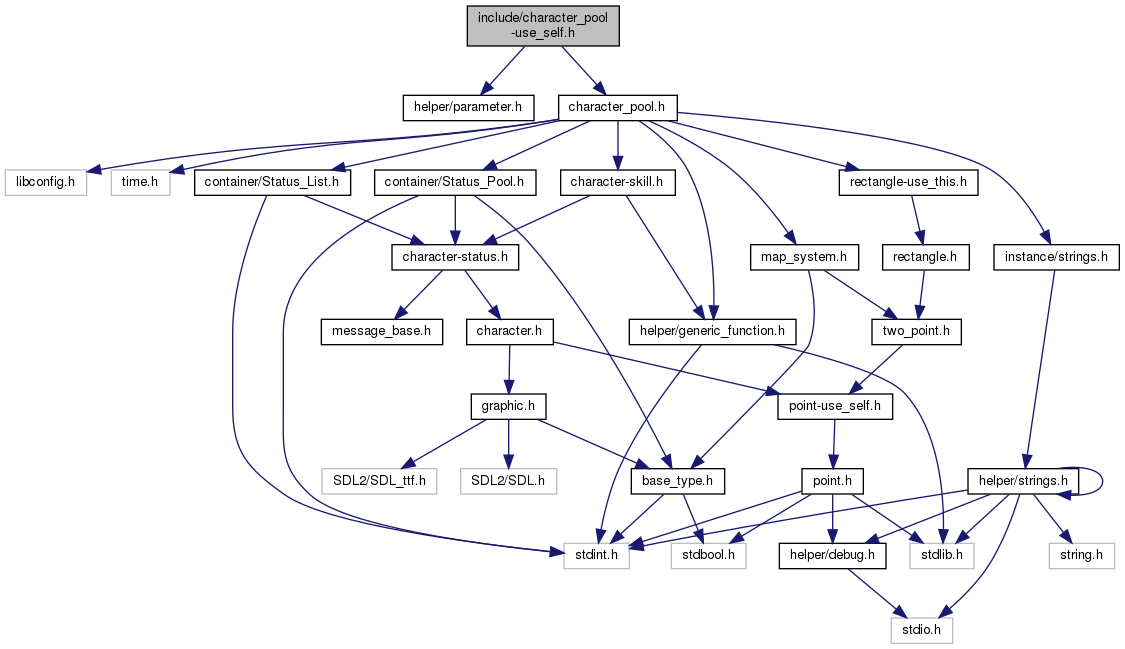 include/character_pool
-use_self.h
helper/parameter.h
character_pool.h
libconfig.h
time.h
container/Status_List.h
container/Status_Pool.h
character-skill.h
rectangle-use_this.h
character-status.h
map_system.h
rectangle.h
instance/strings.h
message_base.h
character.h
helper/generic_function.h
two_point.h
graphic.h
point-use_self.h
SDL2/SDL_ttf.h
SDL2/SDL.h
base_type.h
point.h
helper/strings.h
stdint.h
stdbool.h
helper/debug.h
stdlib.h
string.h
stdio.h